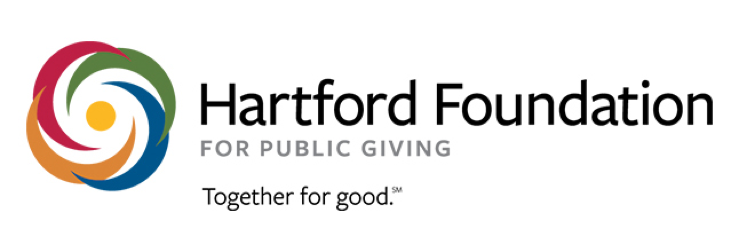 Hartford Foundation
FOR PUBLIC GIVING
Together for good.℠